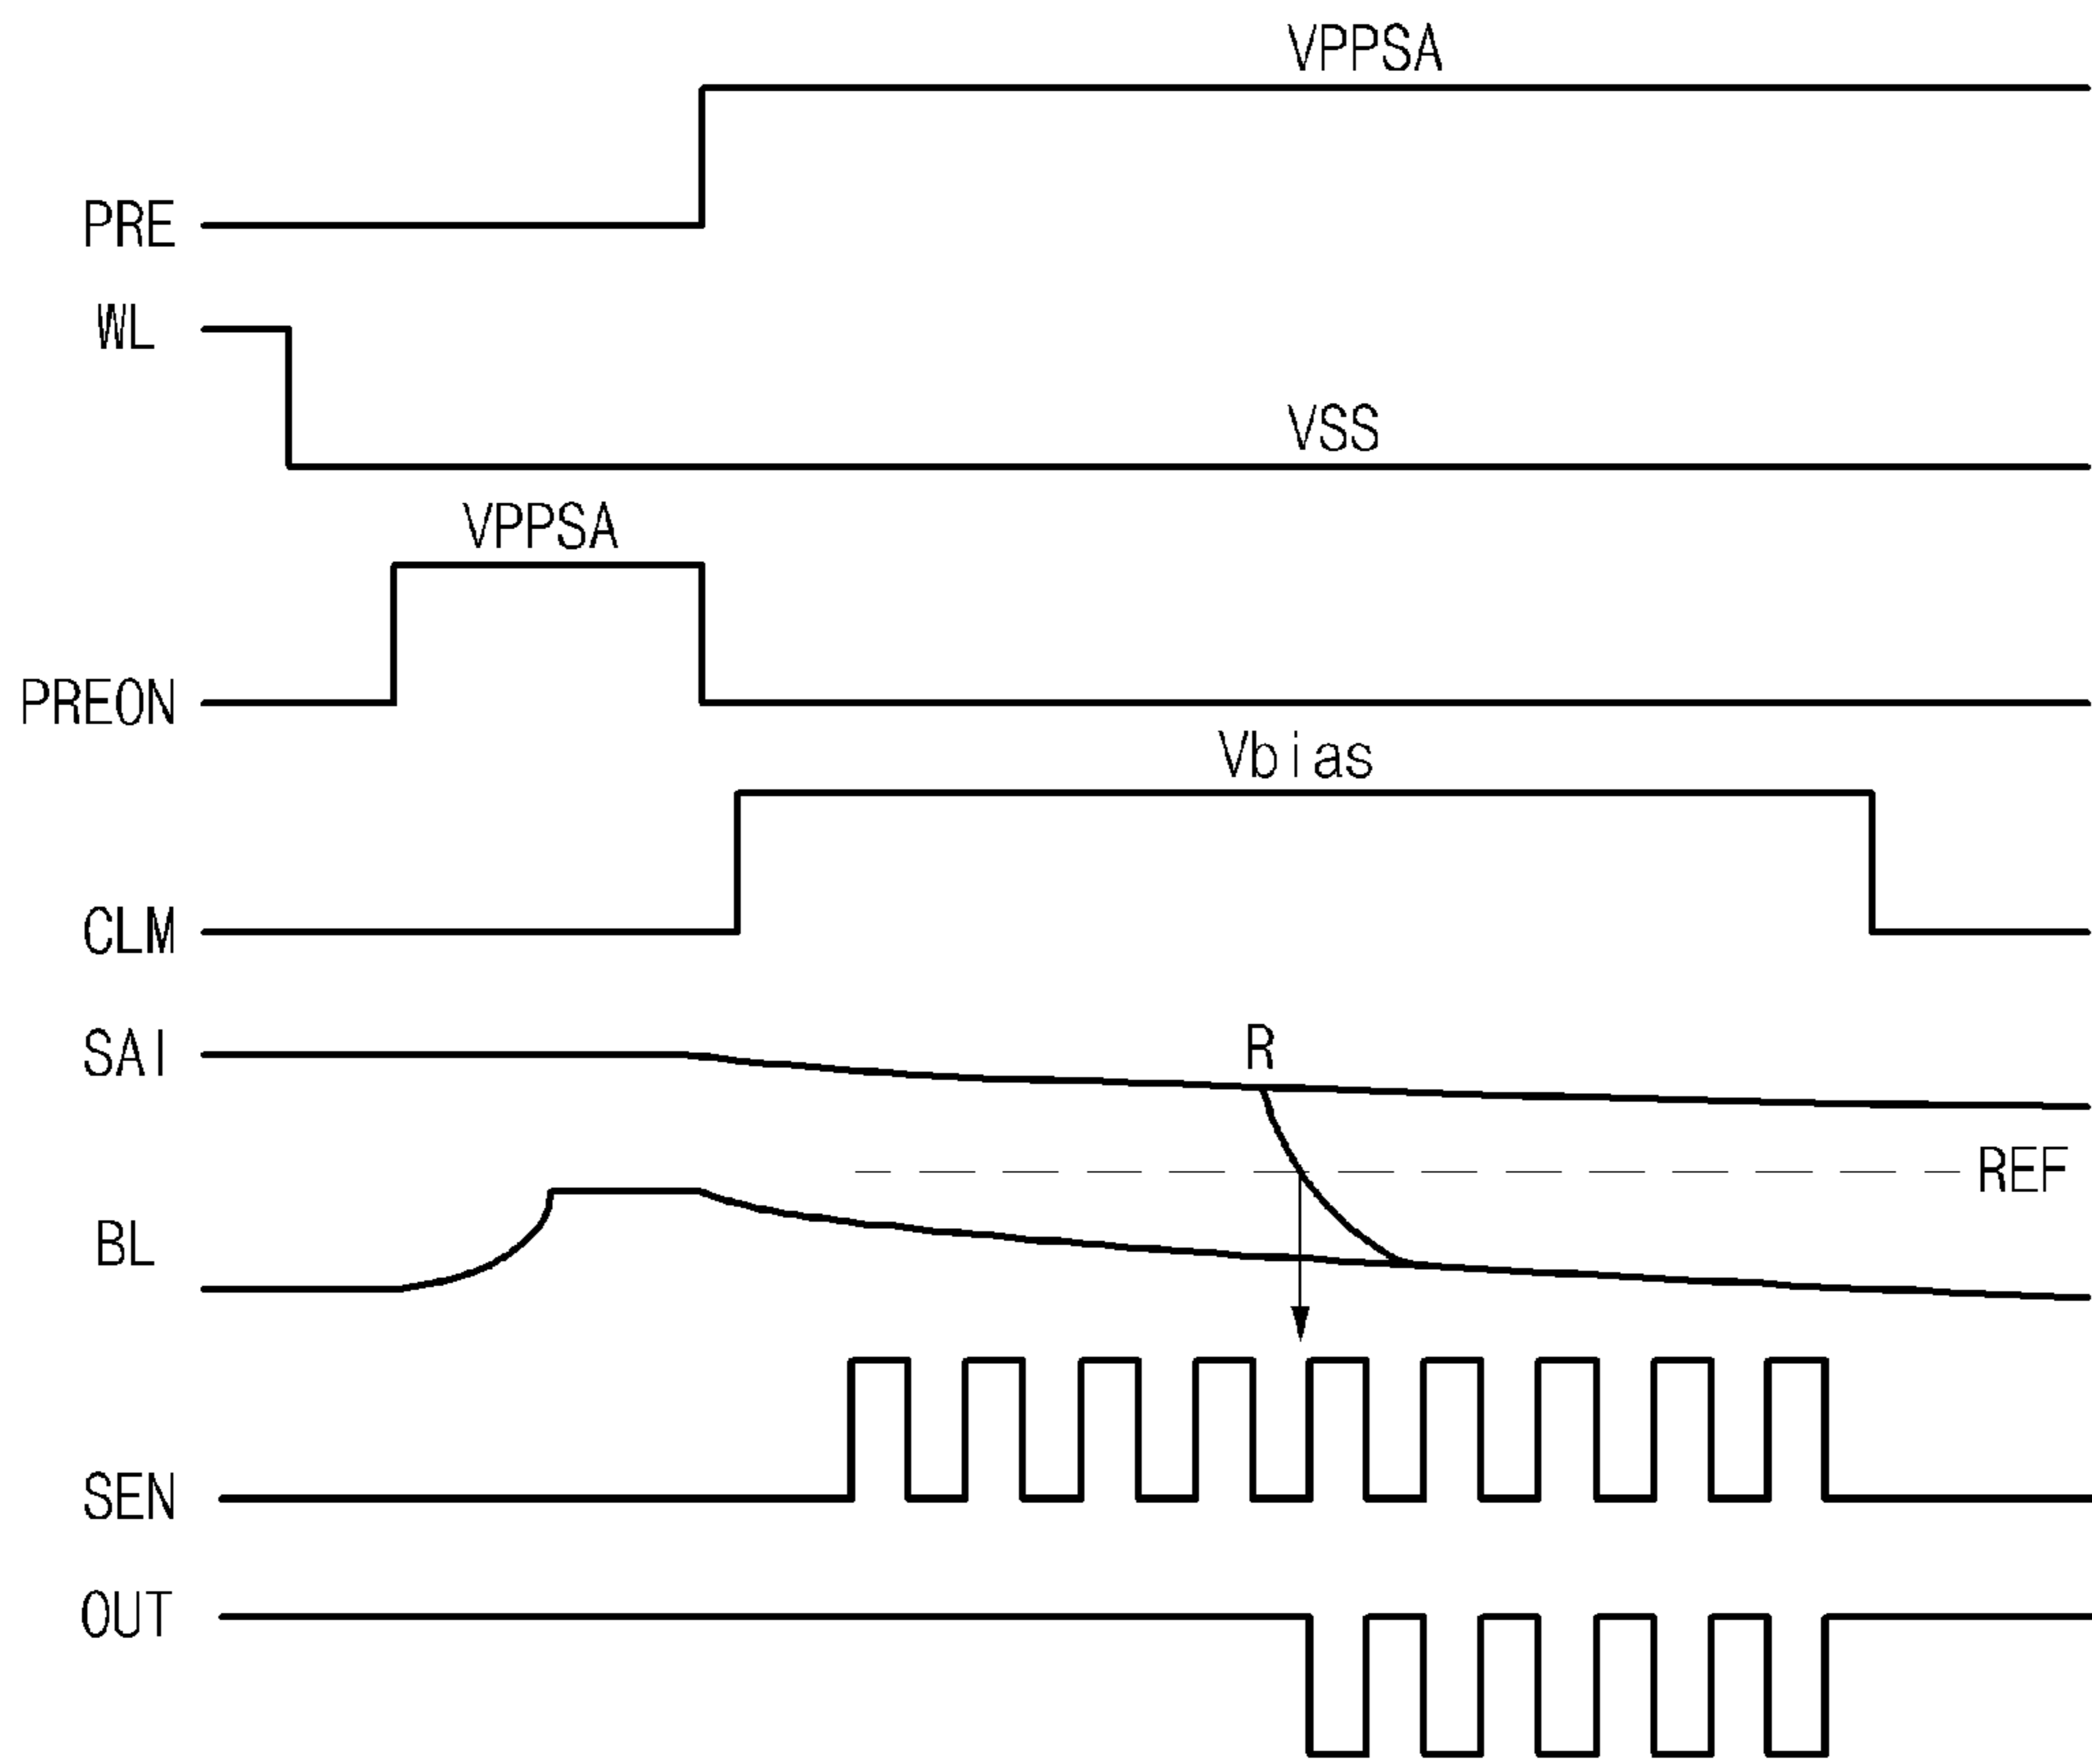 VPPSA
PRE
WL
VSS
VPPSA
PREON
Vbias
CLM
SAI
R
REF
BL
SEN
OUT